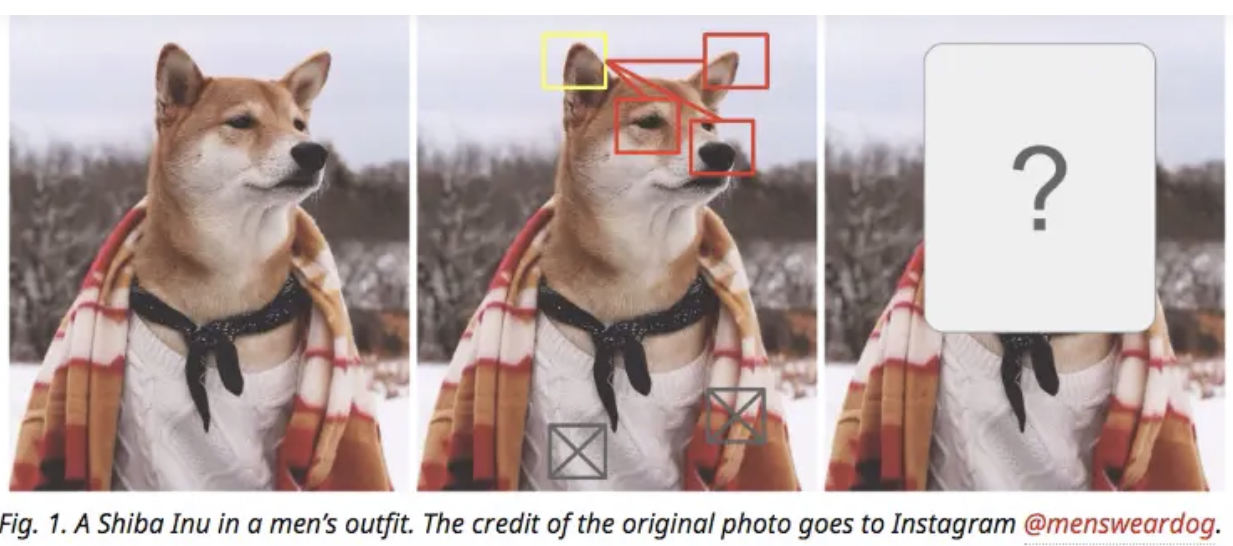 ?
Fig. 1. A Shiba Inu in a men’s outfit. The credit of the original photo goes to Instagram @mensweardog.